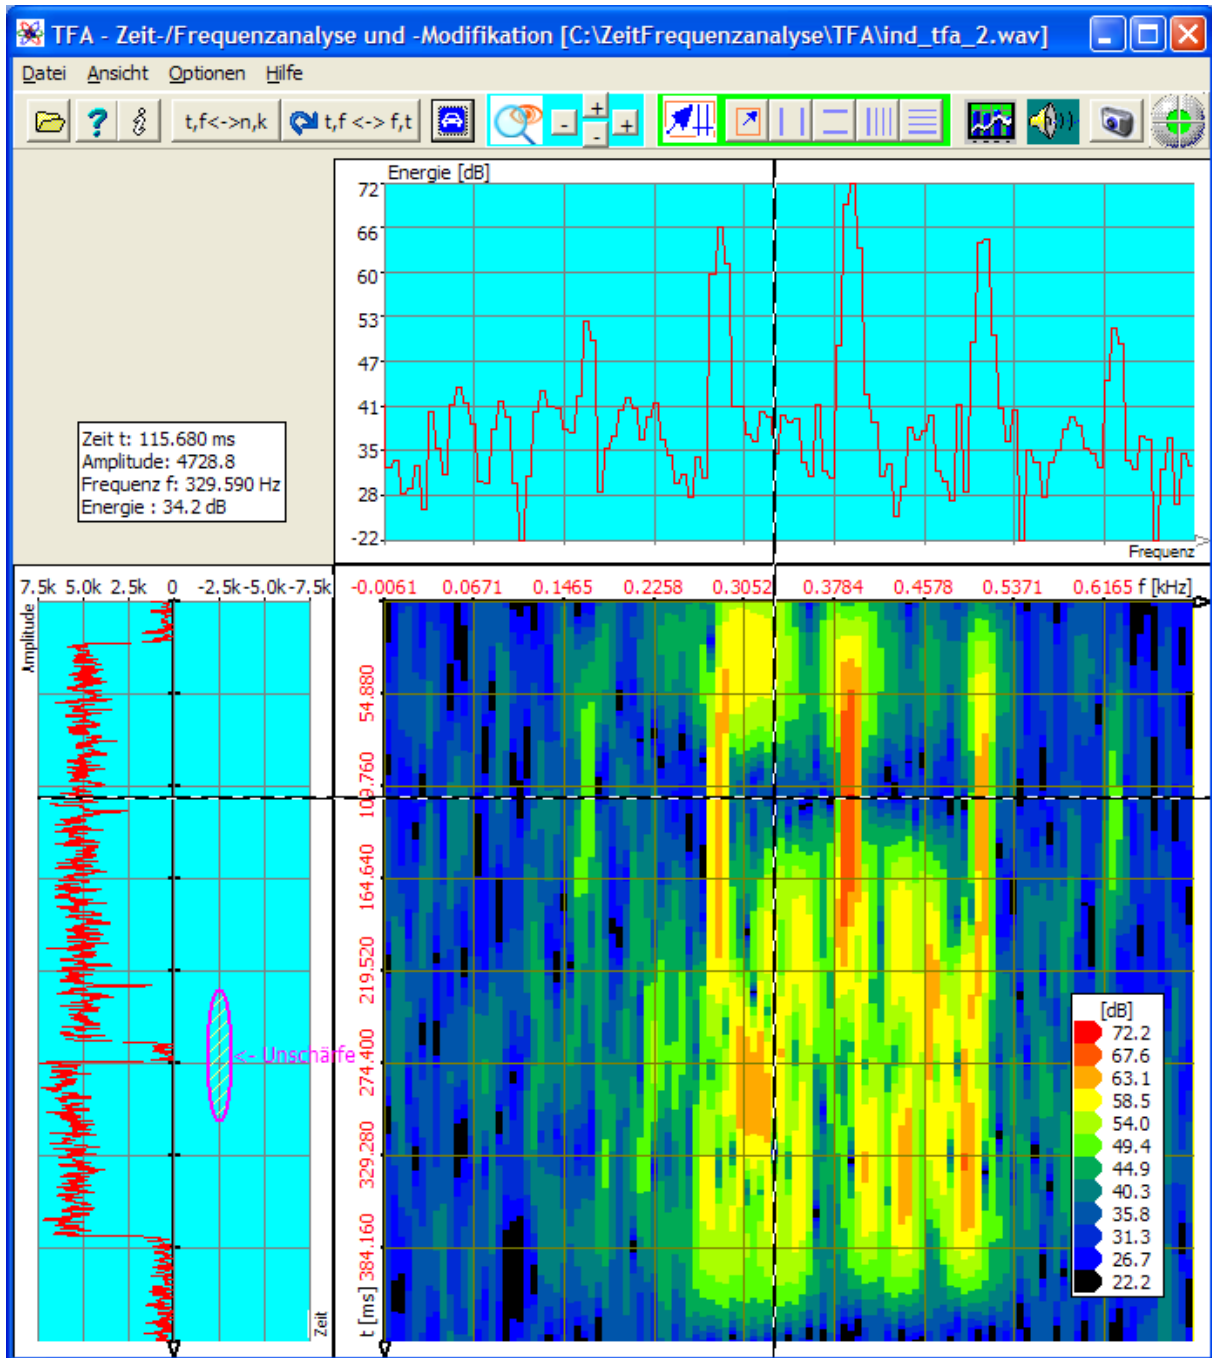 TFA - Zeit-/Frequenzanalyse und -Modifikation [C:\ZeitFrequenzanalyse\TFA\ind_tfa_2.wav]
Datei Ansicht Optionen Hilfe
? i t,f<->n,k t,f <-> f,t - + - +
Energie [dB]
72
66
60
53
47
41
35
28
-22
Frequenz
Zeit t: 115.680 ms
Amplitude: 4728.8
Frequenz f: 329.590 Hz
Energie : 34.2 dB
7.5k 5.0k 2.5k 0 -2.5k -5.0k -7.5k
Amplitude
Zeit
<- Unschärfe
-0.0061 0.0671 0.1465 0.2258 0.3052 0.3784 0.4578 0.5371 0.6165 f [kHz]
54.880
109.760
164.640
219.520
274.400
329.280
384.160
t [ms]
[dB]
72.2
67.6
63.1
58.5
54.0
49.4
44.9
40.3
35.8
31.3
26.7
22.2